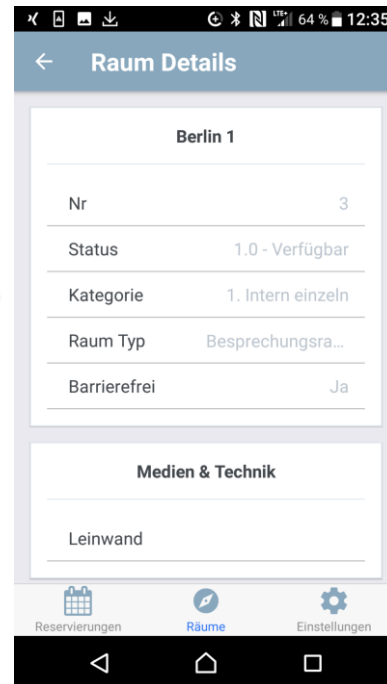 LTE+ 64 % 12:35
Raum Details
Berlin 1
Nr 3
Status 1.0 - Verfügbar
Kategorie 1. Intern einzeln
Raum Typ Besprechungsra...
Barrierefrei Ja
Medien & Technik
Leinwand
Reservierungen Räume Einstellungen